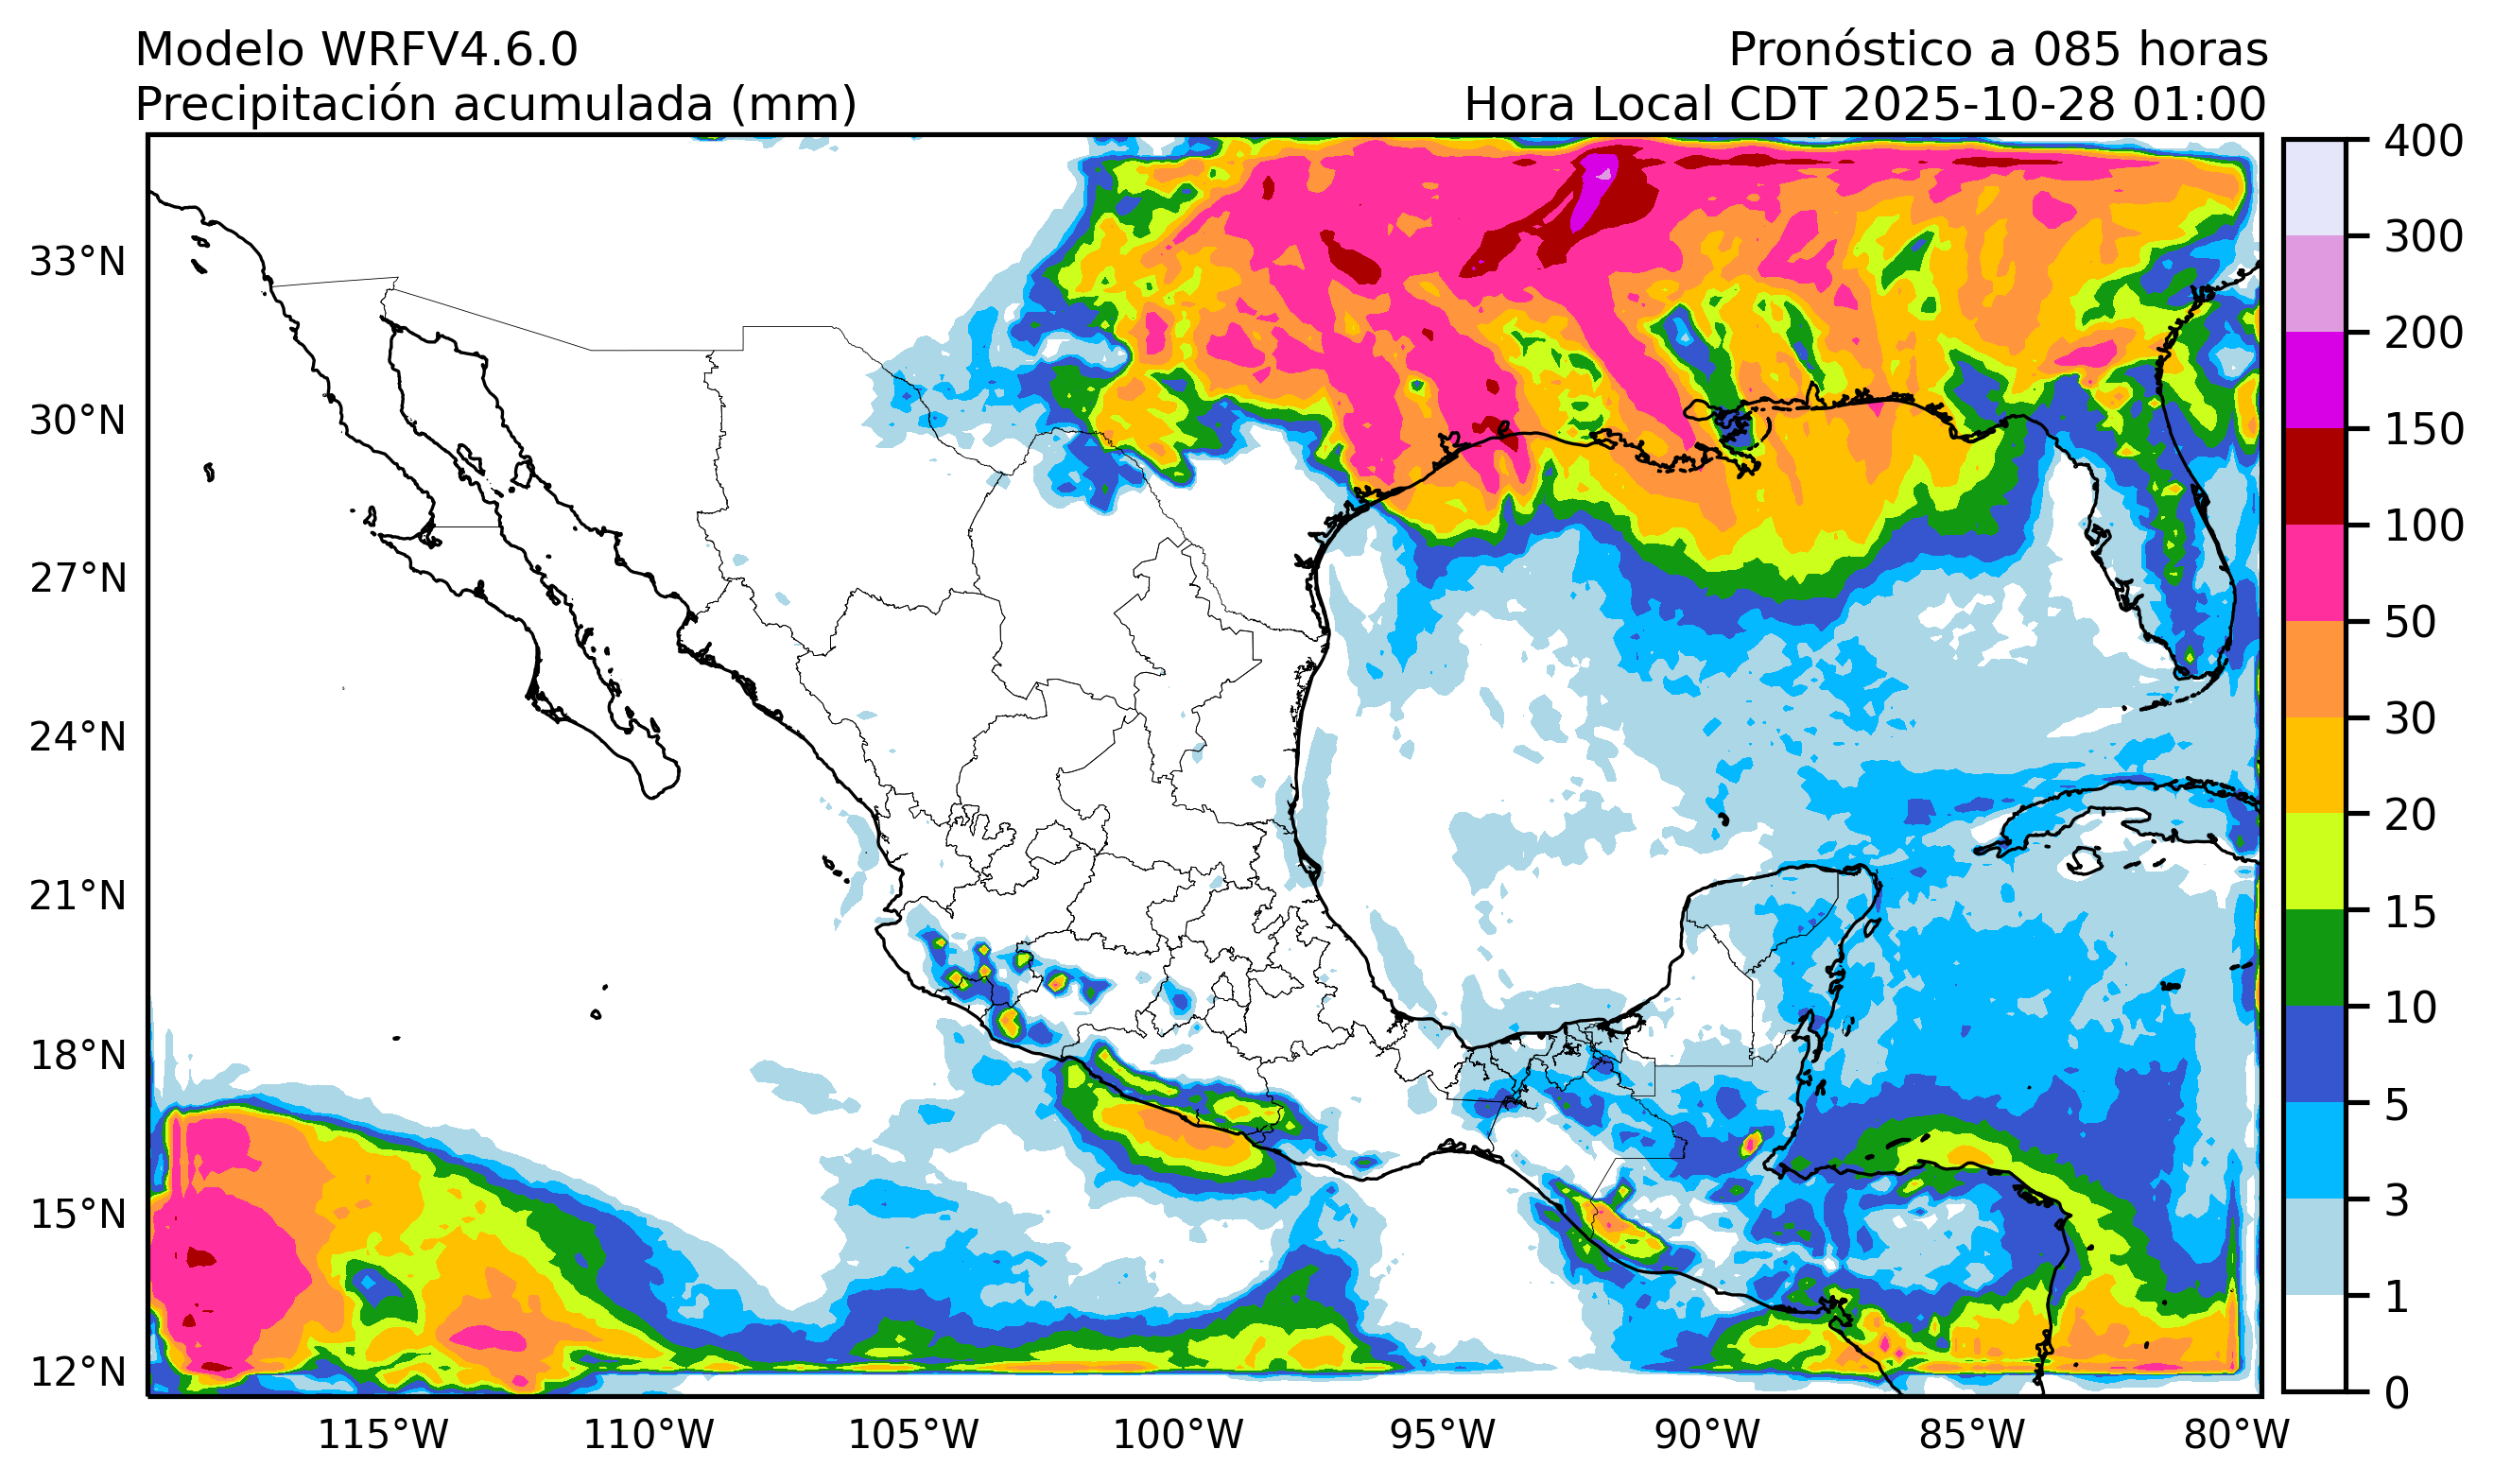 Modelo WRFV4.6.0
Precipitación acumulada (mm)
Pronóstico a 085 horas
Hora Local CDT 2025-10-28 01:00
33°N
30°N
27°N
24°N
21°N
18°N
15°N
12°N
115°W
110°W
105°W
100°W
95°W
90°W
85°W
80°W
400
300
200
150
100
50
30
20
15
10
5
3
1
0